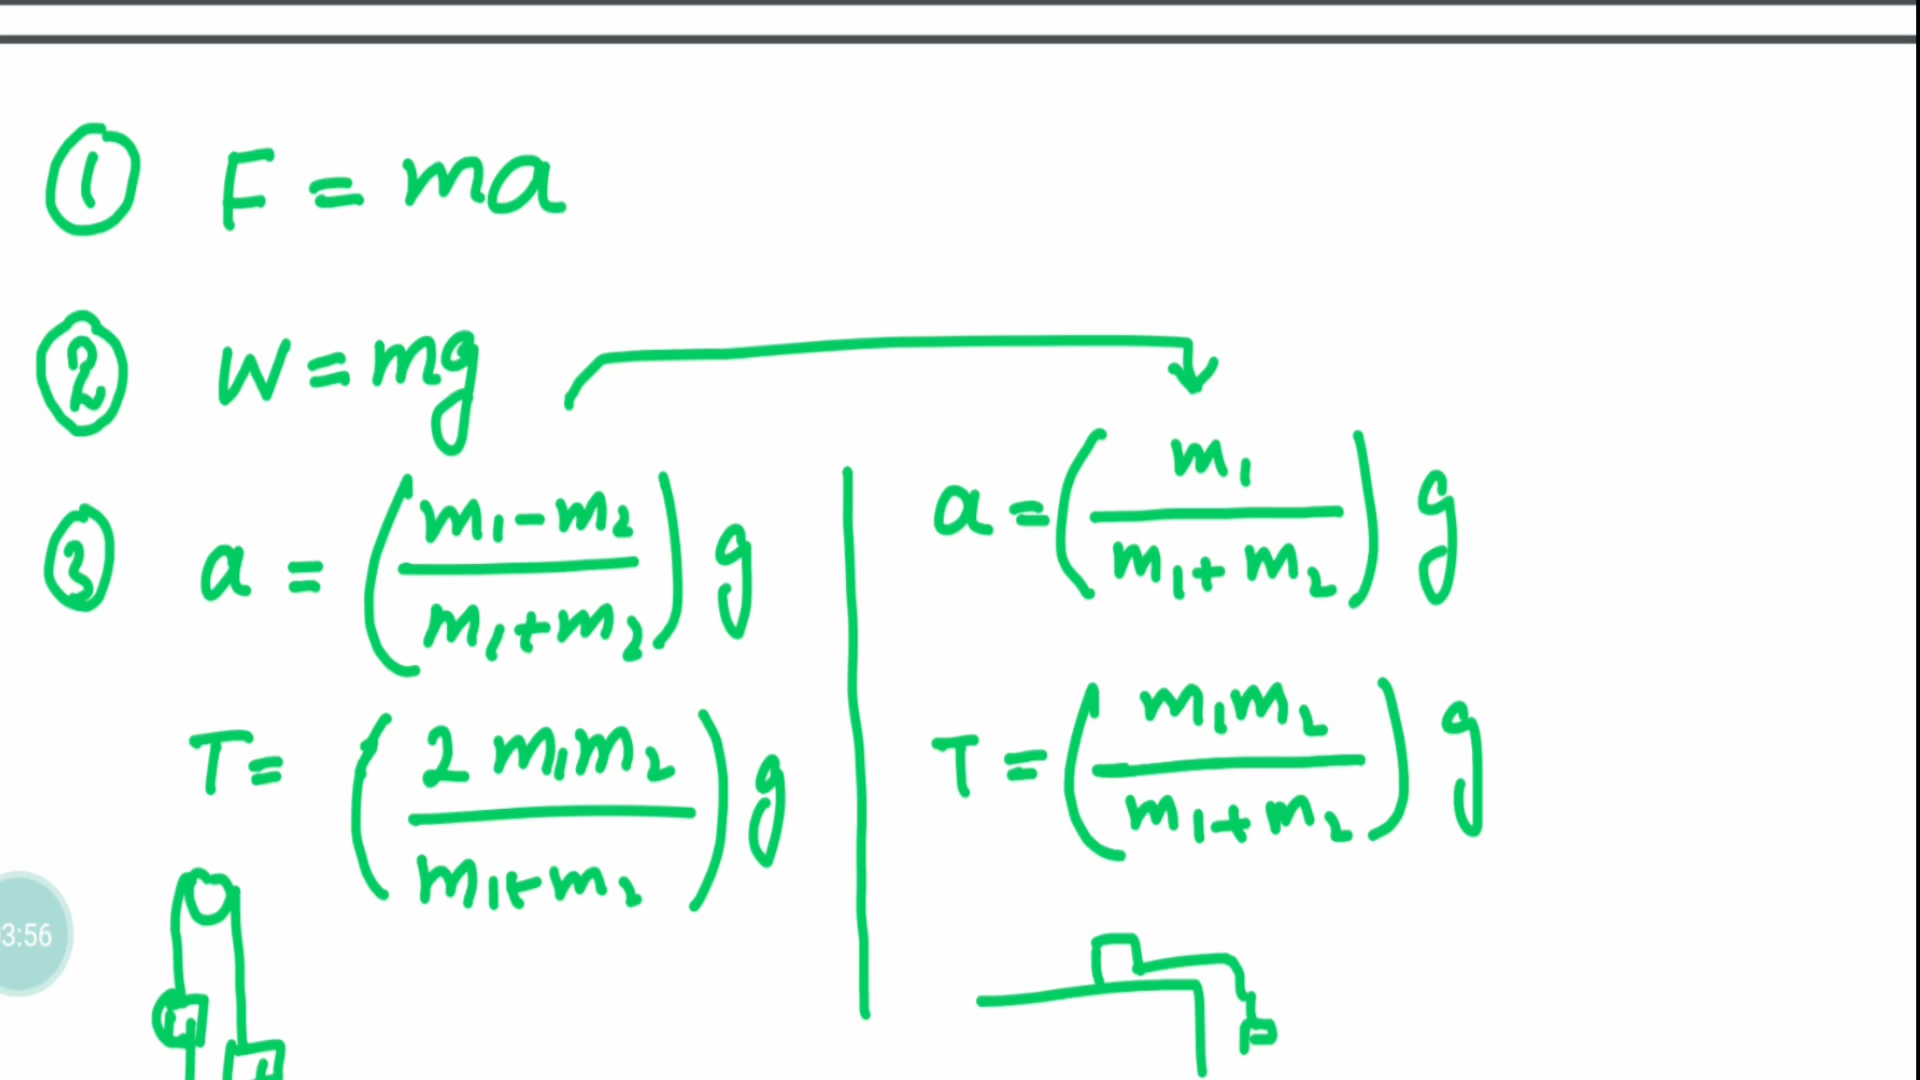 ① F = ma
② W = mg
③ a = (m₁ - m₂ / m₁ + m₂) g
T = (2 m₁m₂ / m₁ + m₂) g
a = (m₁ / m₁ + m₂) g
T = (m₁m₂ / m₁ + m₂) g
3:56